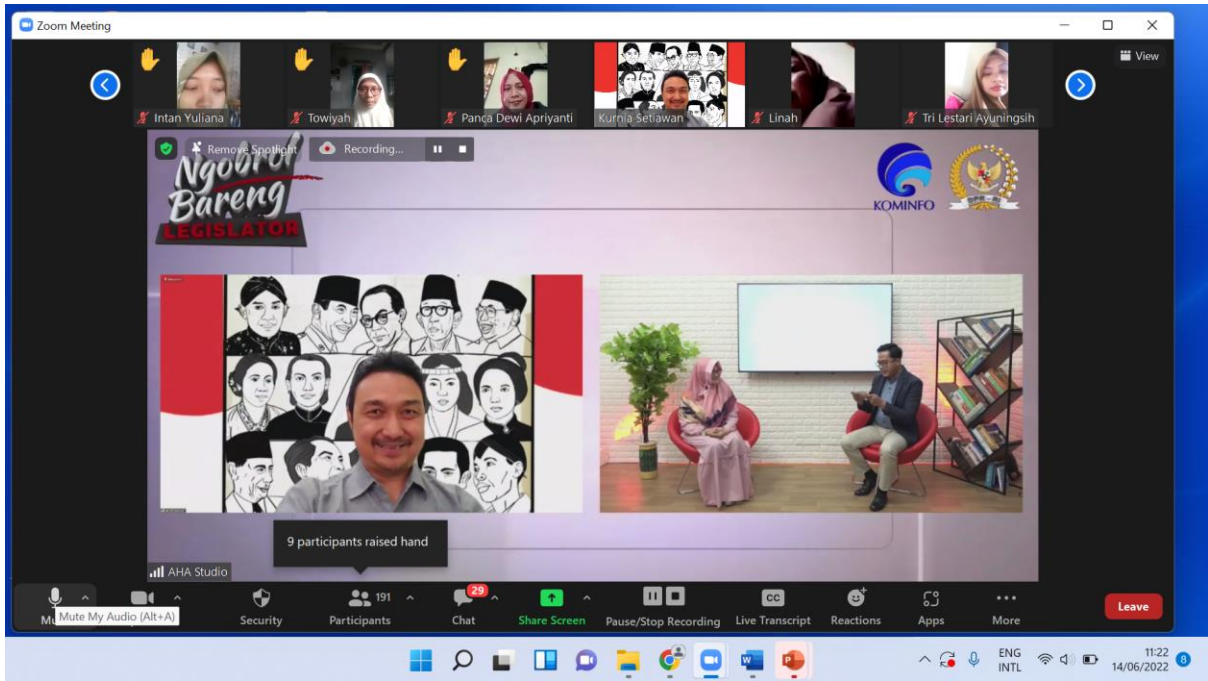 Zoom Meeting
View
Intan Yuliana
Towiyah
Panca Dewi Apriyanti
Kurnia Setiawan
Linah
Tri Lestari Ayuningsih
Remove Spotlight
Recording...
Ngobrol
Bareng
LEGISLATOR
KOMINFO
9 participants raised hand
AHA Studio
191
29
CC
Mute My Audio (Alt+A)
Security
Participants
Chat
Share Screen
Pause/Stop Recording
Live Transcript
Reactions
Apps
More
Leave
ENG
INTL
11:22
14/06/2022
8